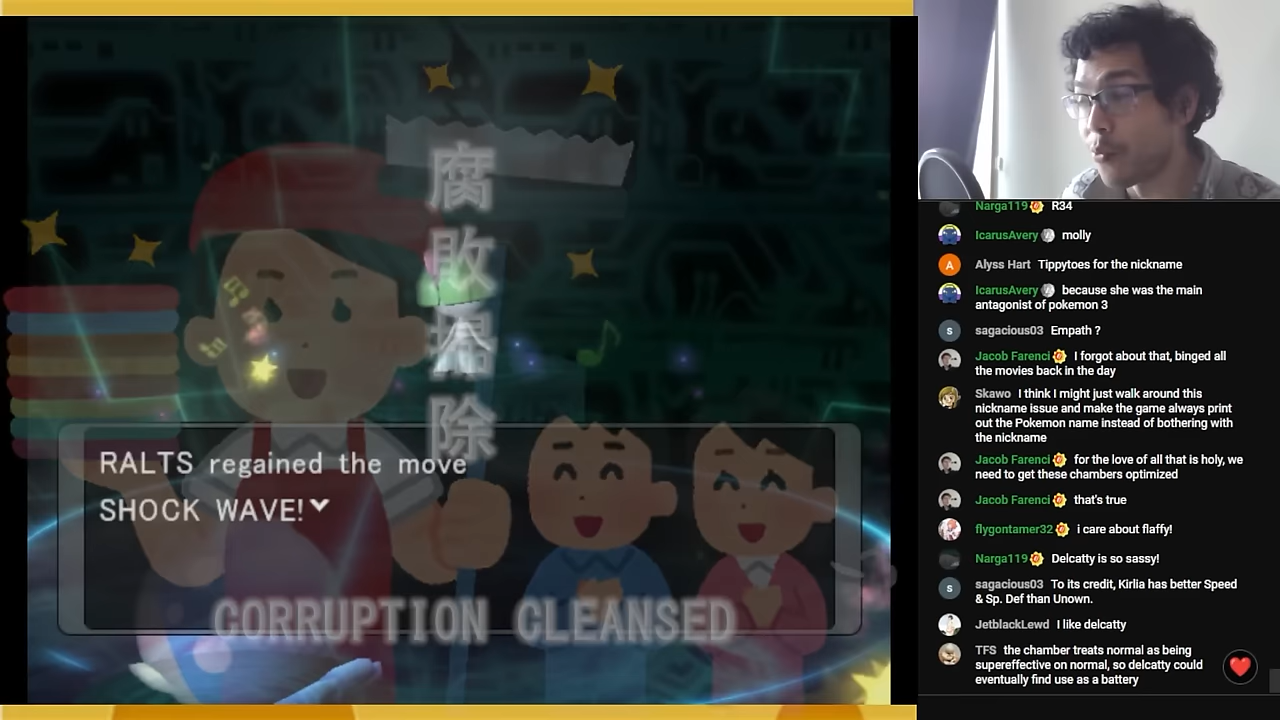 腐
敗
掃
除
RALTS regained the move
SHOCK WAVE!
CORRUPTION CLEANSED
Narga119 R34
IcarusAvery molly
A Alyss Hart Tippytoes for the nickname
IcarusAvery because she was the main
antagonist of pokemon 3
s sagacious03 Empath ?
Jacob Farenci I forgot about that, binged all
the movies back in the day
Skawo I think I might just walk around this
nickname issue and make the game always print
out the Pokemon name instead of bothering with
the nickname
Jacob Farenci for the love of all that is holy, we
need to get these chambers optimized
Jacob Farenci that's true
flygontamer32 i care about flaffy!
Narga119 Delcatty is so sassy!
s sagacious03 To its credit, Kirlia has better Speed
& Sp. Def than Unown.
JetblackLewd I like delcatty
TFS the chamber treats normal as being
supereffective on normal, so delcatty could
eventually find use as a battery